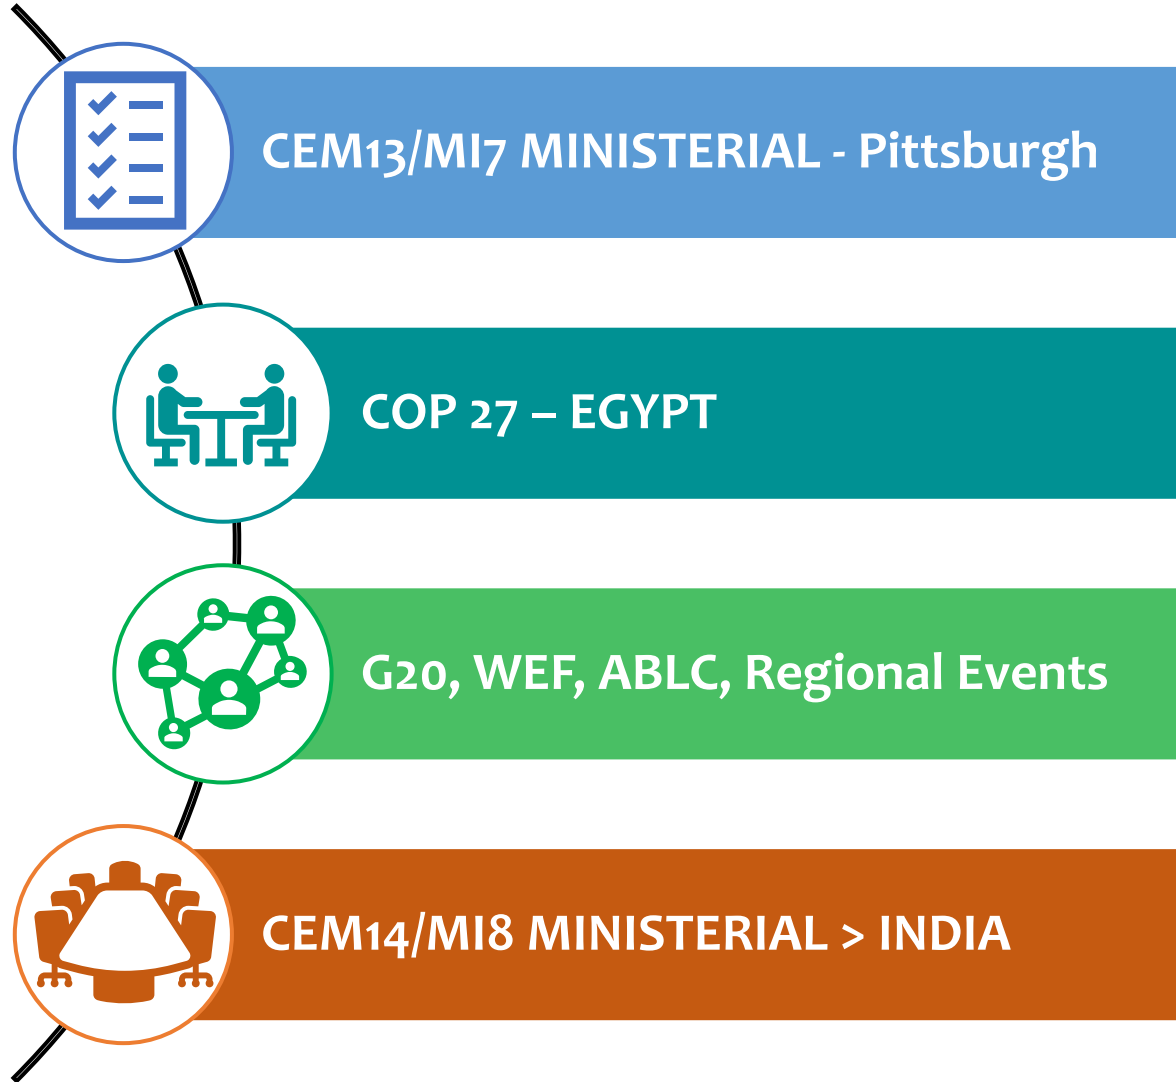 CEM13/MI7 MINISTERIAL - Pittsburgh
COP 27 – EGYPT
G20, WEF, ABLC, Regional Events
CEM14/MI8 MINISTERIAL > INDIA